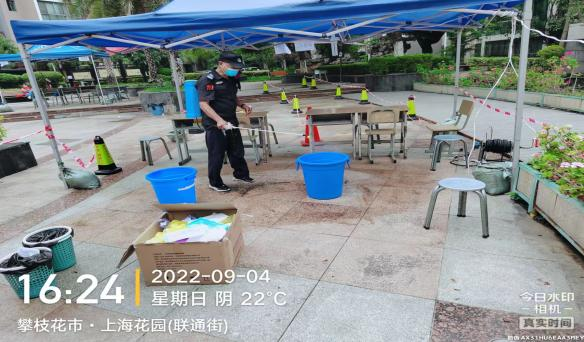 16:24
2022-09-04
星期日 阴 22℃
攀枝花市·上海花园(联通街)
今日水印
-相机-
真实时间